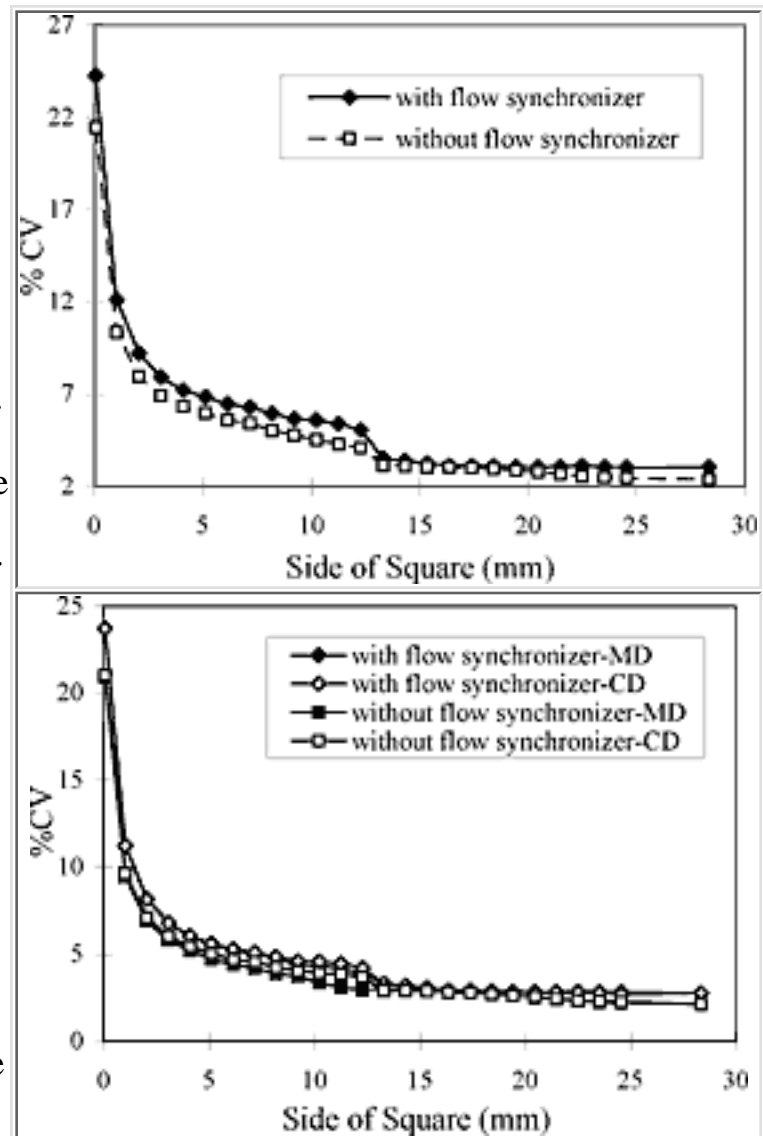 27
22
17
12
7
2
% CV
with flow synchronizer
without flow synchronizer
0 5 10 15 20 25 30
Side of Square (mm)
e
25
20
15
10
5
0
%CV
with flow synchronizer-MD
with flow synchronizer-CD
without flow synchronizer-MD
without flow synchronizer-CD
0 5 10 15 20 25 30
Side of Square (mm)
e